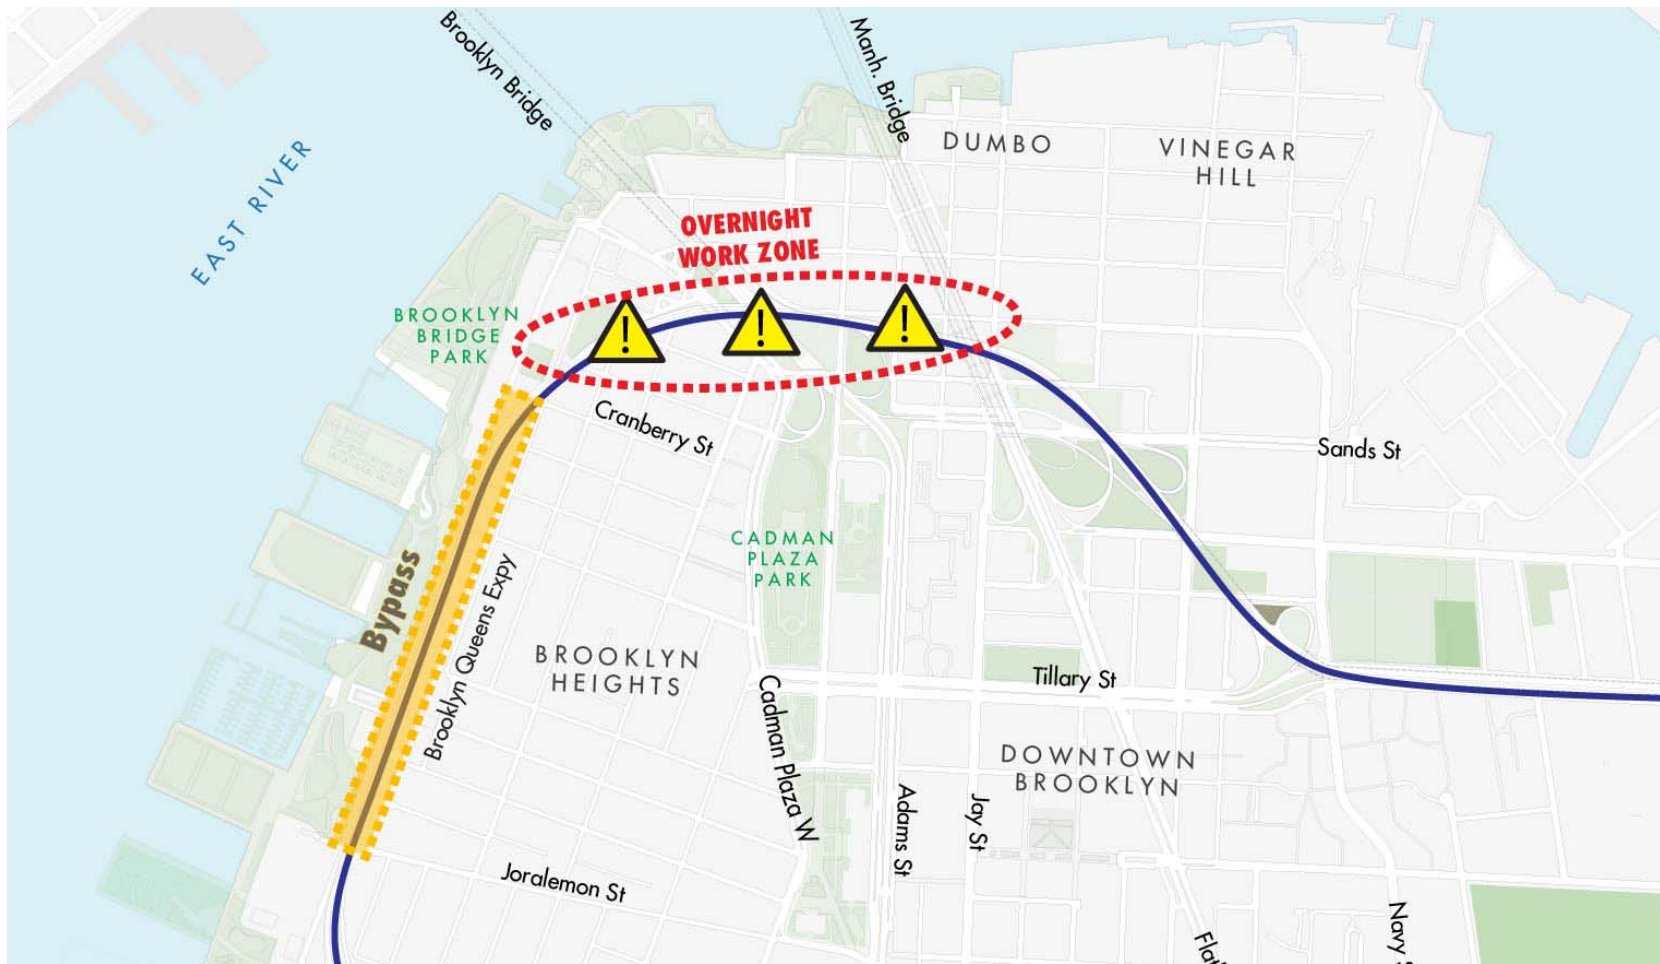 Brooklyn Bridge
Manh. Bridge
DUMBO
VINEGAR
HILL
EAST RIVER
OVERNIGHT
WORK ZONE
!
!
!
BROOKLYN
BRIDGE
PARK
Cranberry St
Sands St
CADMAN
PLAZA
PARK
Bypass
Brooklyn Queens Expy
BROOKLYN
HEIGHTS
Tillary St
Cadman Plaza W
DOWNTOWN
BROOKLYN
Adams St
Jay St
Joralemon St
Navy S